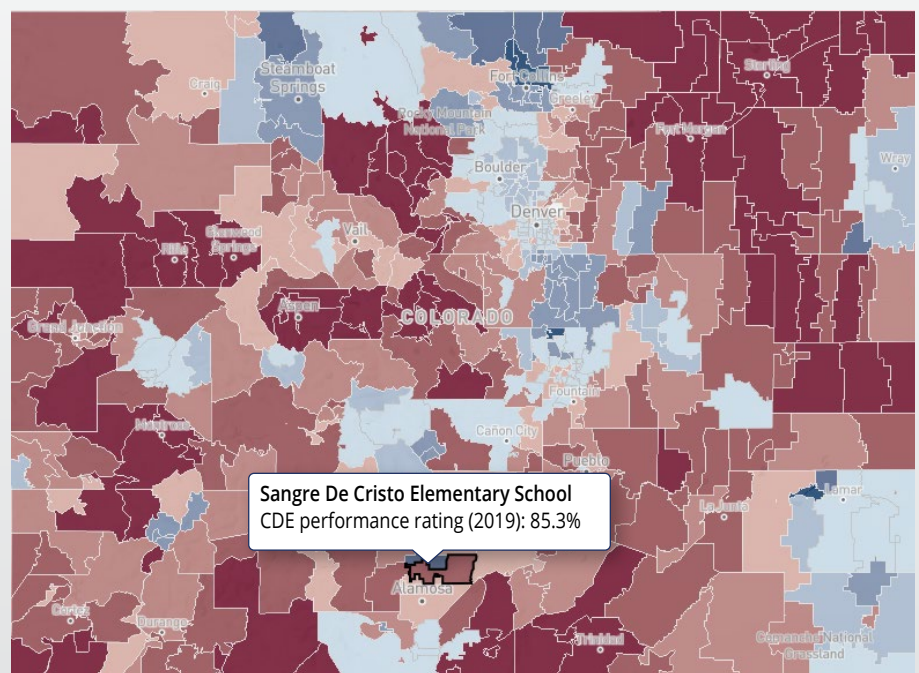 Steamboat
Springs
Craig
Fort Collins
Greeley
Sterling
Rocky Mountain
National Park
Fort Morgan
Boulder
Wray
Denver
Vail
Glenwood
Springs
Rifle
Aspen
COLORADO
Grand Junction
Fountain
Montrose
Cañon City
Pueblo
Sangre De Cristo Elementary School
CDE performance rating (2019): 85.3%
Lamar
La Junta
Alamosa
Cortez
Durango
Trinidad
Comanche National
Grassland